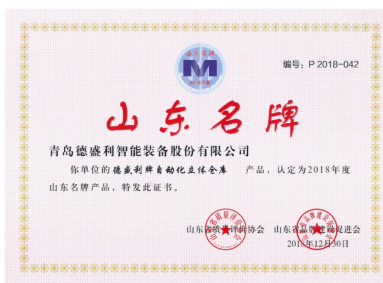 山东名牌
编号：P 2018-042
山东名牌
青岛德盛利智能装备股份有限公司
你单位的德盛利牌自动化立体仓库 产品，认定为2018年度
山东名牌产品，特发此证书。
山东省质量评价协会 山东省品牌建设促进会
2018年12月30日